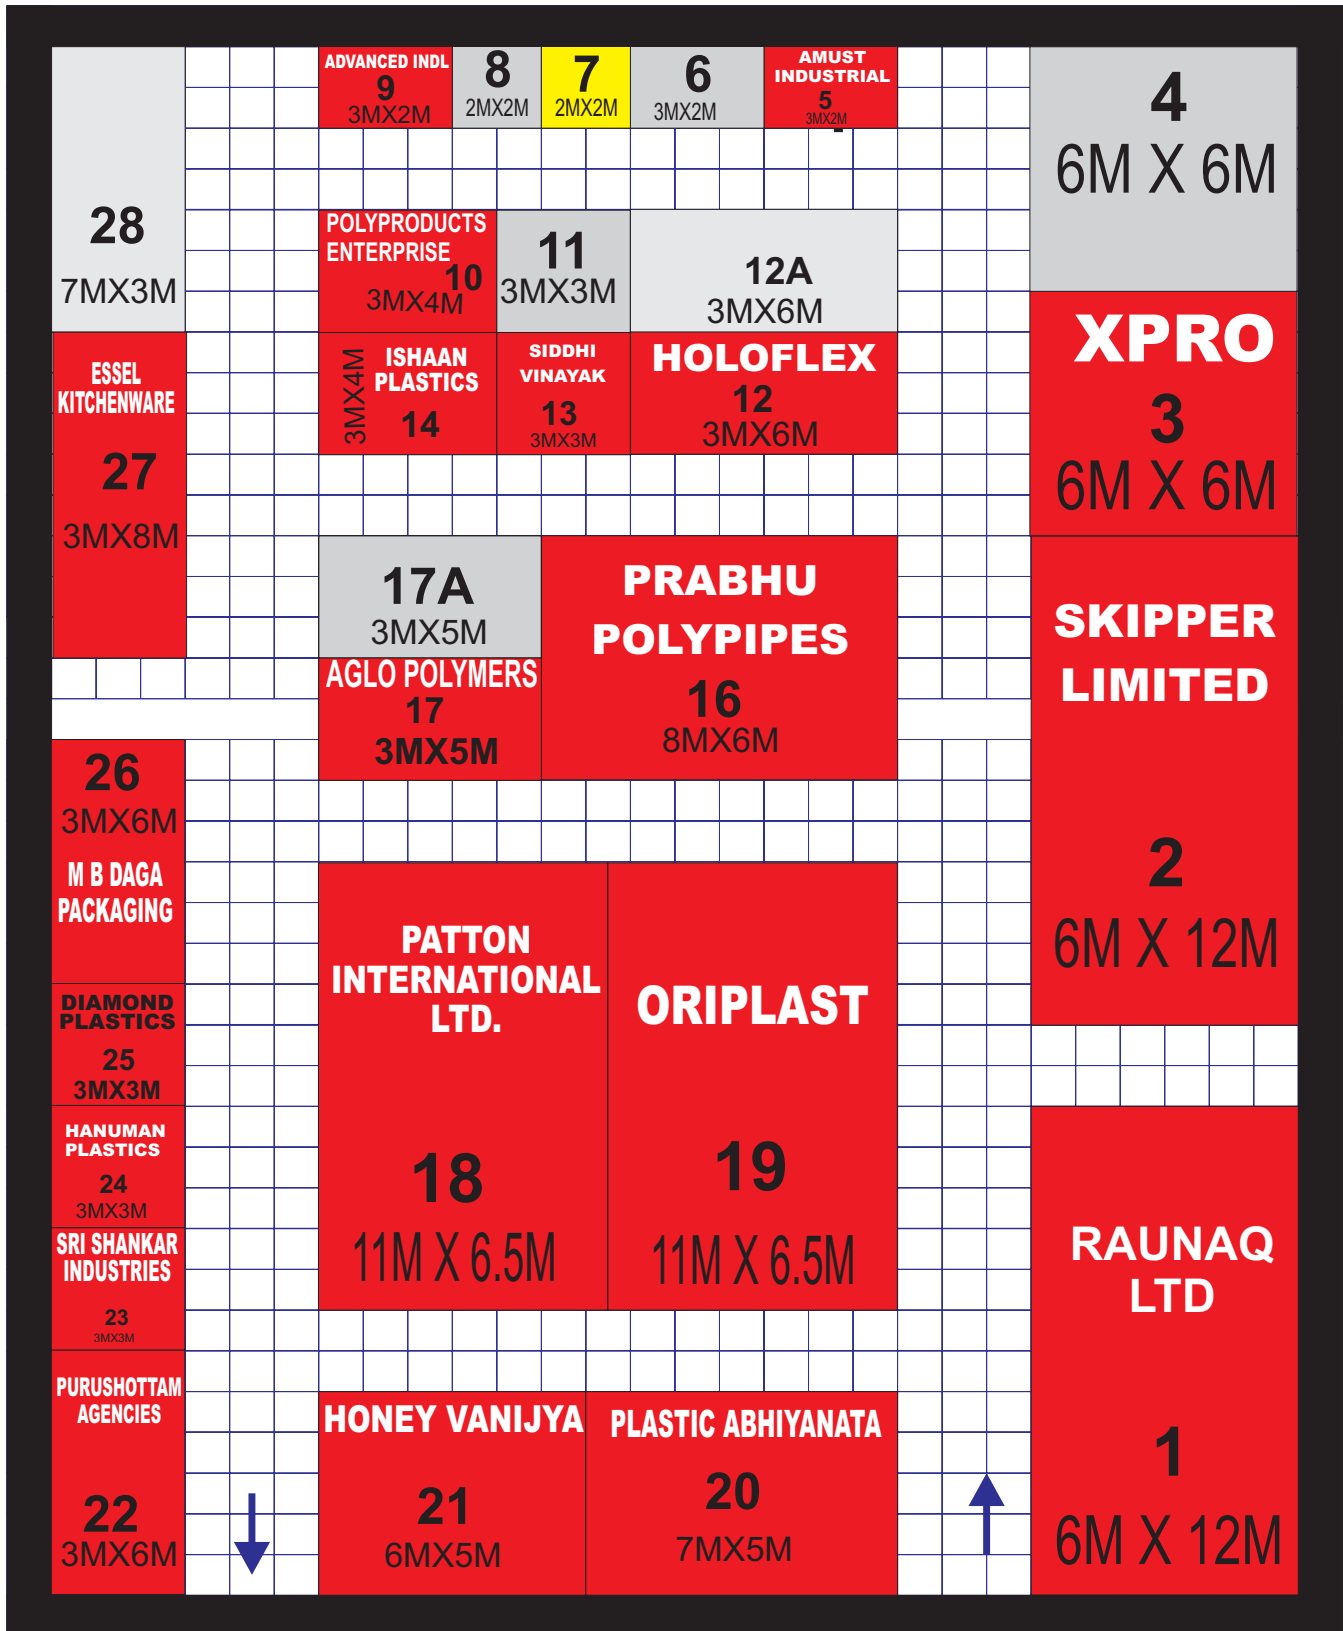 ADVANCED INDL
9
3MX2M
8
2MX2M
7
2MX2M
6
3MX2M
AMUST
INDUSTRIAL
5
3MX2M
4
6M X 6M
28
7MX3M
POLYPRODUCTS
ENTERPRISE
10
3MX4M
11
3MX3M
12A
3MX6M
XPRO
3
6M X 6M
ESSEL
KITCHENWARE
27
3MX8M
3MX4M
ISHAAN
PLASTICS
14
SIDDHI
VINAYAK
13
3MX3M
HOLOFLEX
12
3MX6M
17A
3MX5M
AGLO POLYMERS
17
3MX5M
PRABHU
POLYPIPES
16
8MX6M
SKIPPER
LIMITED
2
6M X 12M
26
3MX6M
M B DAGA
PACKAGING
DIAMOND
PLASTICS
25
3MX3M
HANUMAN
PLASTICS
24
3MX3M
SRI SHANKAR
INDUSTRIES
23
3MX3M
PURUSHOTTAM
AGENCIES
22
3MX6M
PATTON
INTERNATIONAL
LTD.
18
11M X 6.5M
ORIPLAST
19
11M X 6.5M
HONEY VANIJYA
21
6MX5M
PLASTIC ABHIYANATA
20
7MX5M
RAUNAQ
LTD
1
6M X 12M